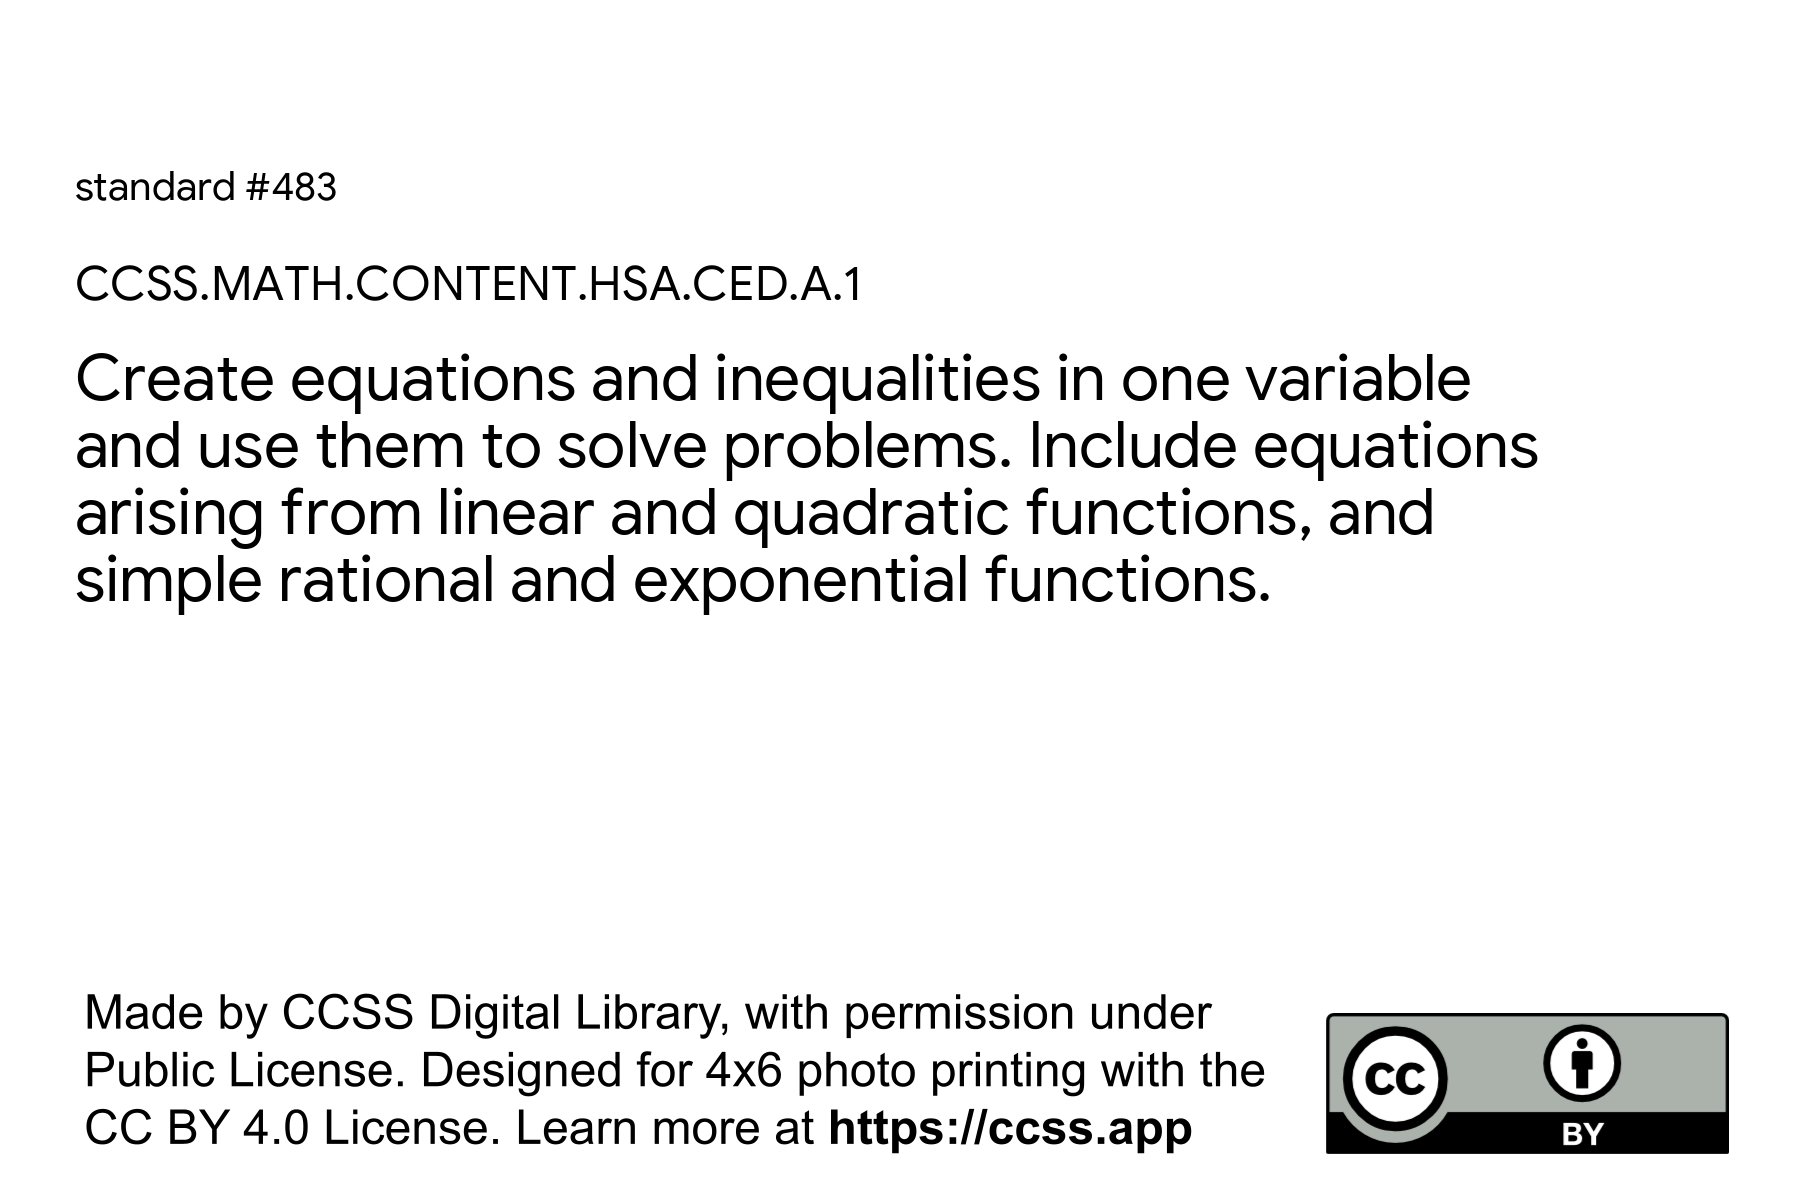 standard #483
CCSS.MATH.CONTENT.HSA.CED.A.1
Create equations and inequalities in one variable
and use them to solve problems. Include equations
arising from linear and quadratic functions, and
simple rational and exponential functions.
Made by CCSS Digital Library, with permission under
Public License. Designed for 4x6 photo printing with the
CC BY 4.0 License. Learn more at https://ccss.app
CC
BY